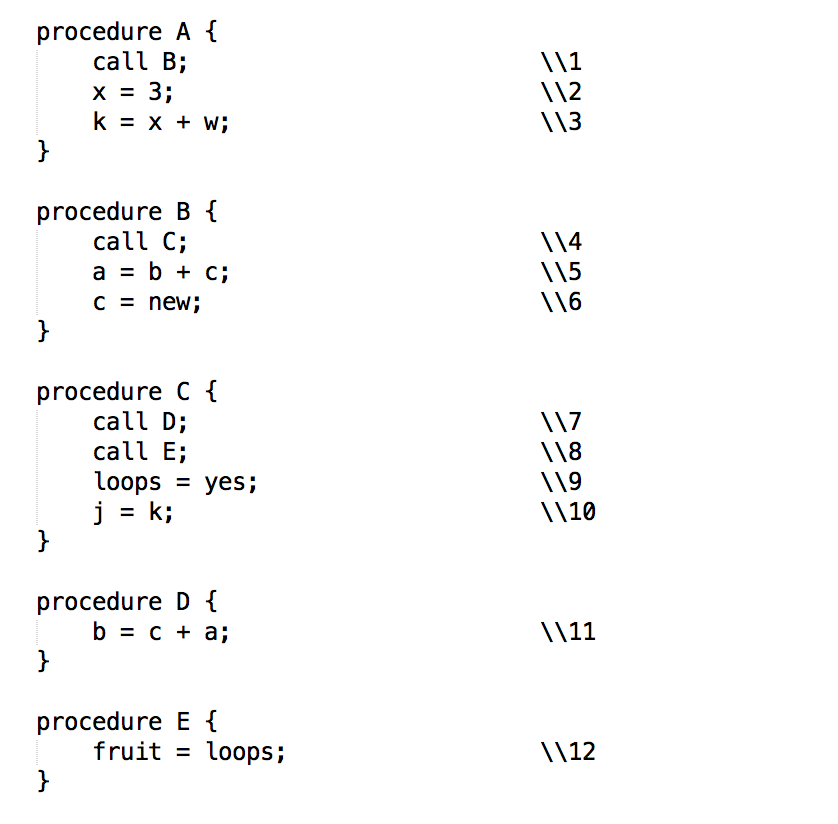 procedure A {
    call B; \\1
    x = 3; \\2
    k = x + w; \\3
}

procedure B {
    call C; \\4
    a = b + c; \\5
    c = new; \\6
}

procedure C {
    call D; \\7
    call E; \\8
    loops = yes; \\9
    j = k; \\10
}

procedure D {
    b = c + a; \\11
}

procedure E {
    fruit = loops; \\12
}